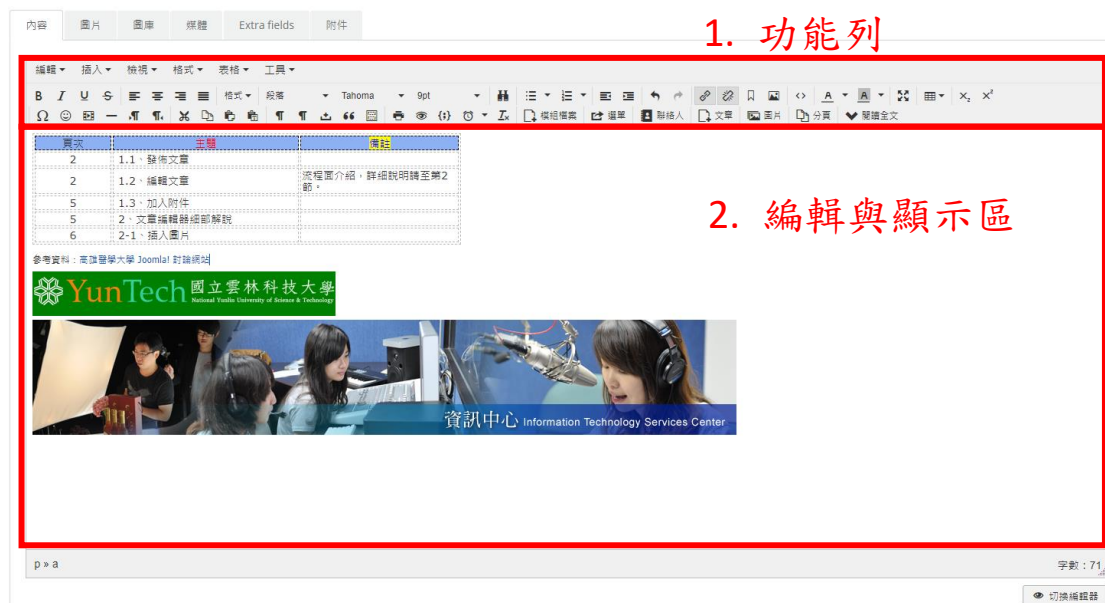 內容 圖片 圖庫 媒體 Extra fields 附件
1. 功能列
編輯 插入 檢視 格式 表格 工具
B I U S 格式 段落 Tahoma 9pt A A X₂ X²
Ω ¶ ¶ {;} Ix 模組檔案 選單 聯絡人 文章 圖片 分頁 閱讀全文
頁次 主題 備註
2 1.1、發佈文章
2 1.2、編輯文章 流程面介紹，詳細說明請至第2
節。
5 1.3、加入附件
5 2、文章編輯器細部解說
6 2-1、插入圖片
2. 編輯與顯示區
參考資料：高雄醫學大學 Joomla! 討論網站
YunTech 國立雲林科技大學
National Yunlin University of Science & Technology
資訊中心 Information Technology Services Center
p » a 字數：71
切換編輯器